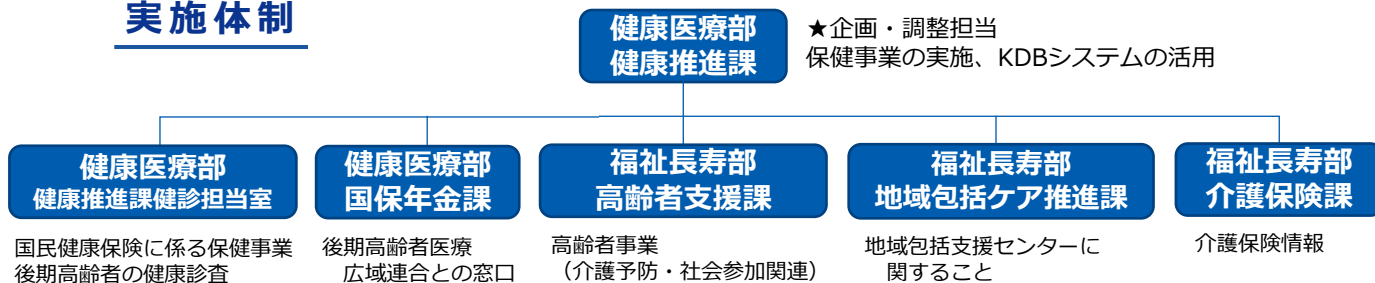 実施体制
健康医療部
健康推進課
★企画・調整担当
保健事業の実施、KDBシステムの活用
健康医療部
健康推進課健診担当室
国民健康保険に係る保健事業
後期高齢者の健康診査
健康医療部
国保年金課
後期高齢者医療
広域連合との窓口
福祉長寿部
高齢者支援課
高齢者事業
（介護予防・社会参加関連）
福祉長寿部
地域包括ケア推進課
地域包括支援センターに
関すること
福祉長寿部
介護保険課
介護保険情報